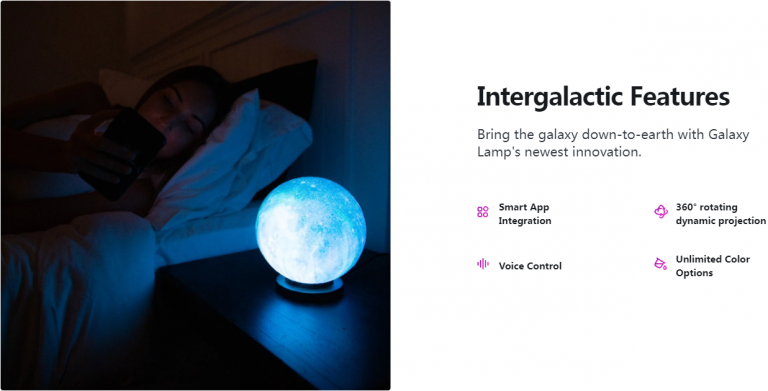 Intergalactic Features
Bring the galaxy down-to-earth with Galaxy
Lamp's newest innovation.
Smart App
Integration
360° rotating
dynamic projection
Voice Control
Unlimited Color
Options